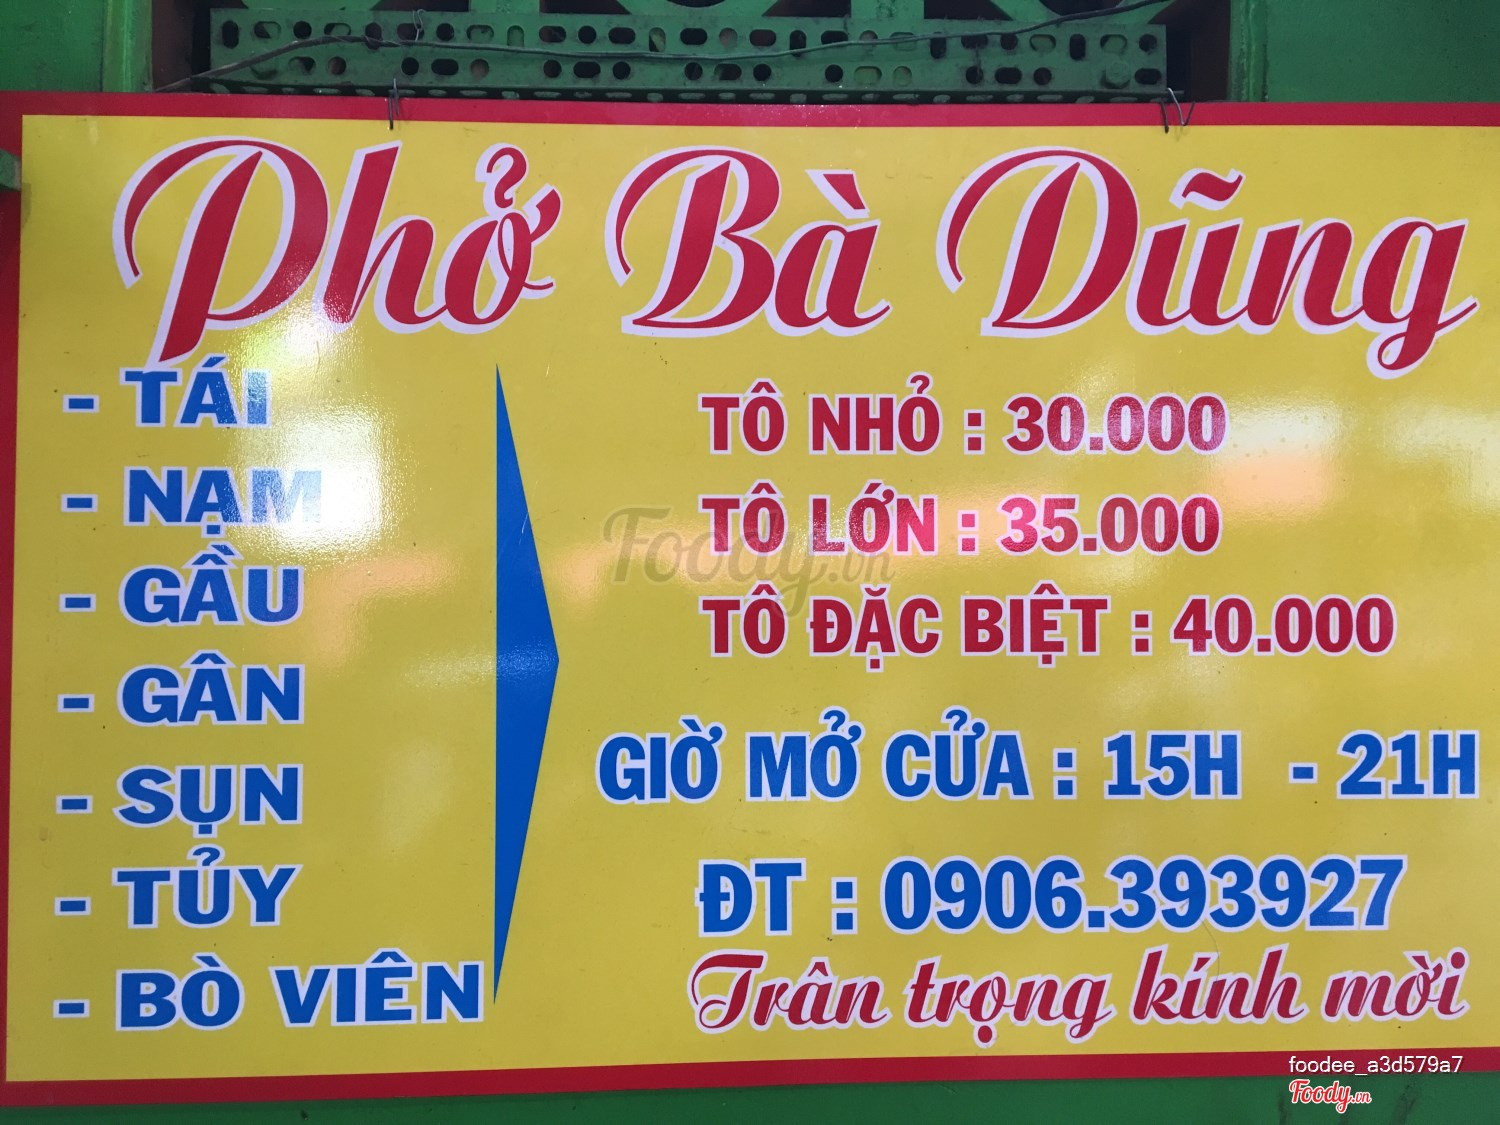 Phở Bà Dũng
- TÁI
- NẠM
- GẦU
- GÂN
- SỤN
- TỦY
- BÒ VIÊN
TÔ NHỎ : 30.000
TÔ LỚN : 35.000
TÔ ĐẶC BIỆT : 40.000
GIỜ MỞ CỬA : 15H - 21H
ĐT : 0906.393927
Trân trọng kính mời
Foody.vn
foodee_a3d579a7
Foody.vn